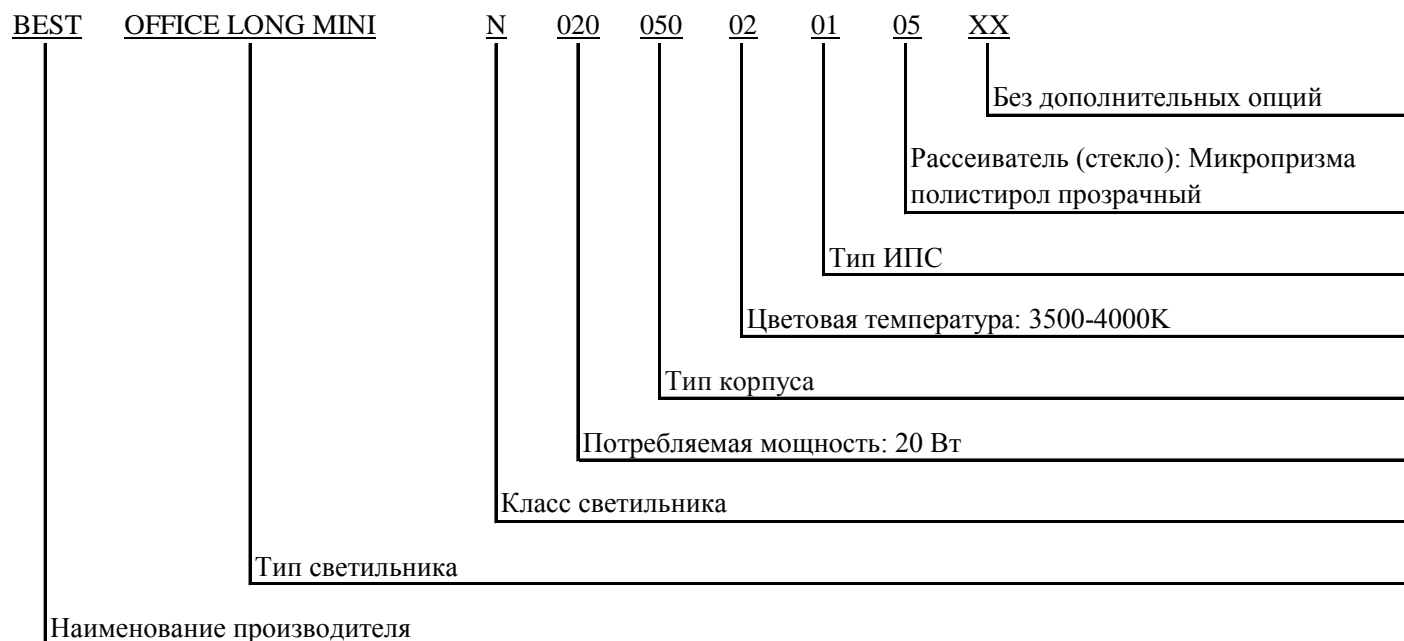 BEST OFFICE LONG MINI N 020 050 02 01 05 XX
Без дополнительных опций
Рассеиватель (стекло): Микропризма
полистирол прозрачный
Тип ИПС
Цветовая температура: 3500-4000К
Тип корпуса
Потребляемая мощность: 20 Вт
Класс светильника
Тип светильника
Наименование производителя